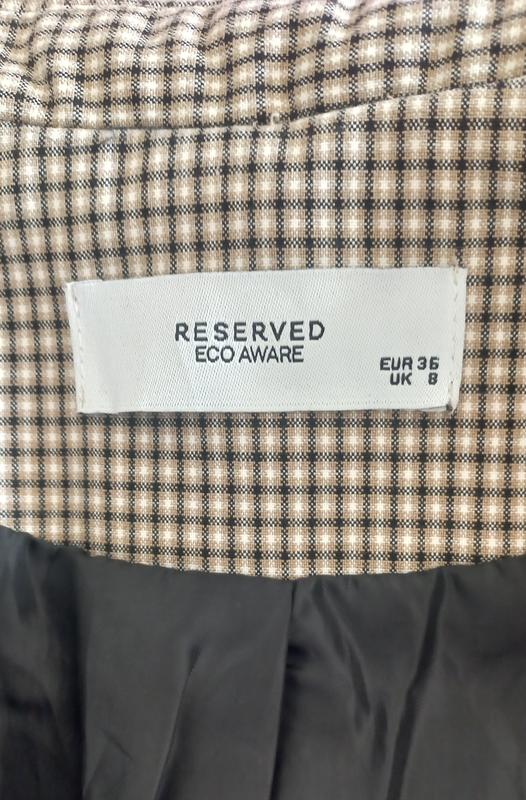 RESERVED
ECO AWARE
EUR 36
UK 8